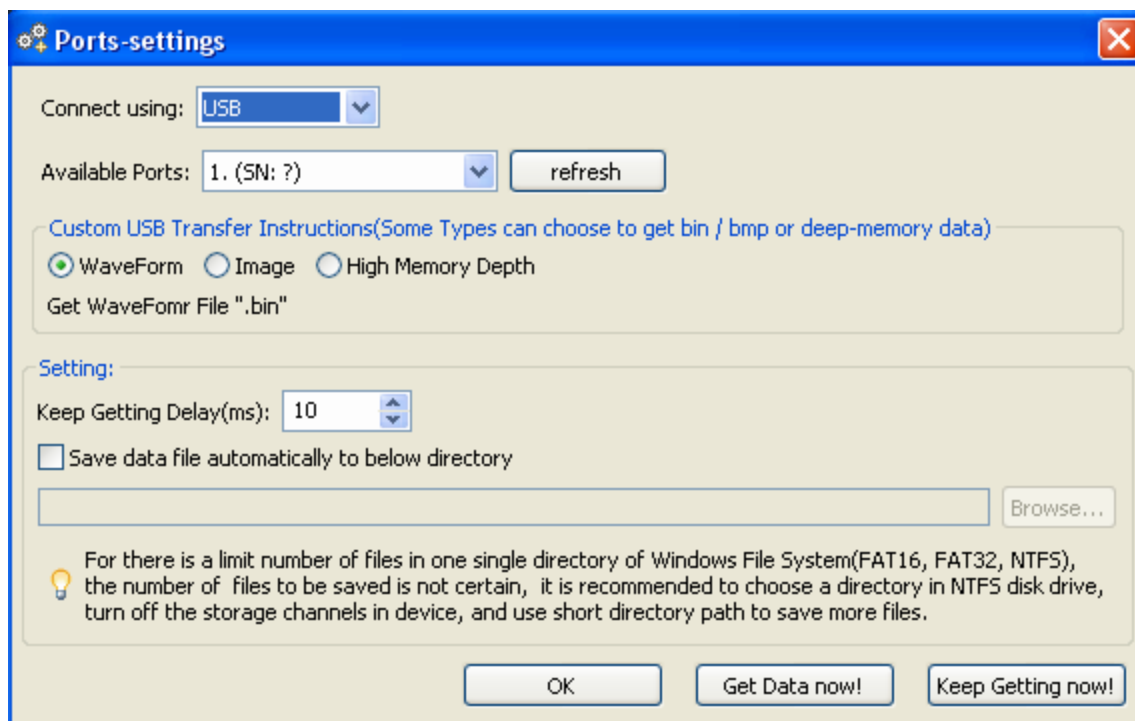 Ports-settings
Connect using: USB
Available Ports: 1. (SN: ?) refresh
Custom USB Transfer Instructions(Some Types can choose to get bin / bmp or deep-memory data)
WaveForm Image High Memory Depth
Get WaveFomr File ".bin"
Setting:
Keep Getting Delay(ms): 10
Save data file automatically to below directory
Browse...
For there is a limit number of files in one single directory of Windows File System(FAT16, FAT32, NTFS),
the number of  files to be saved is not certain,  it is recommended to choose a directory in NTFS disk drive,
turn off the storage channels in device, and use short directory path to save more files.
OK Get Data now! Keep Getting now!